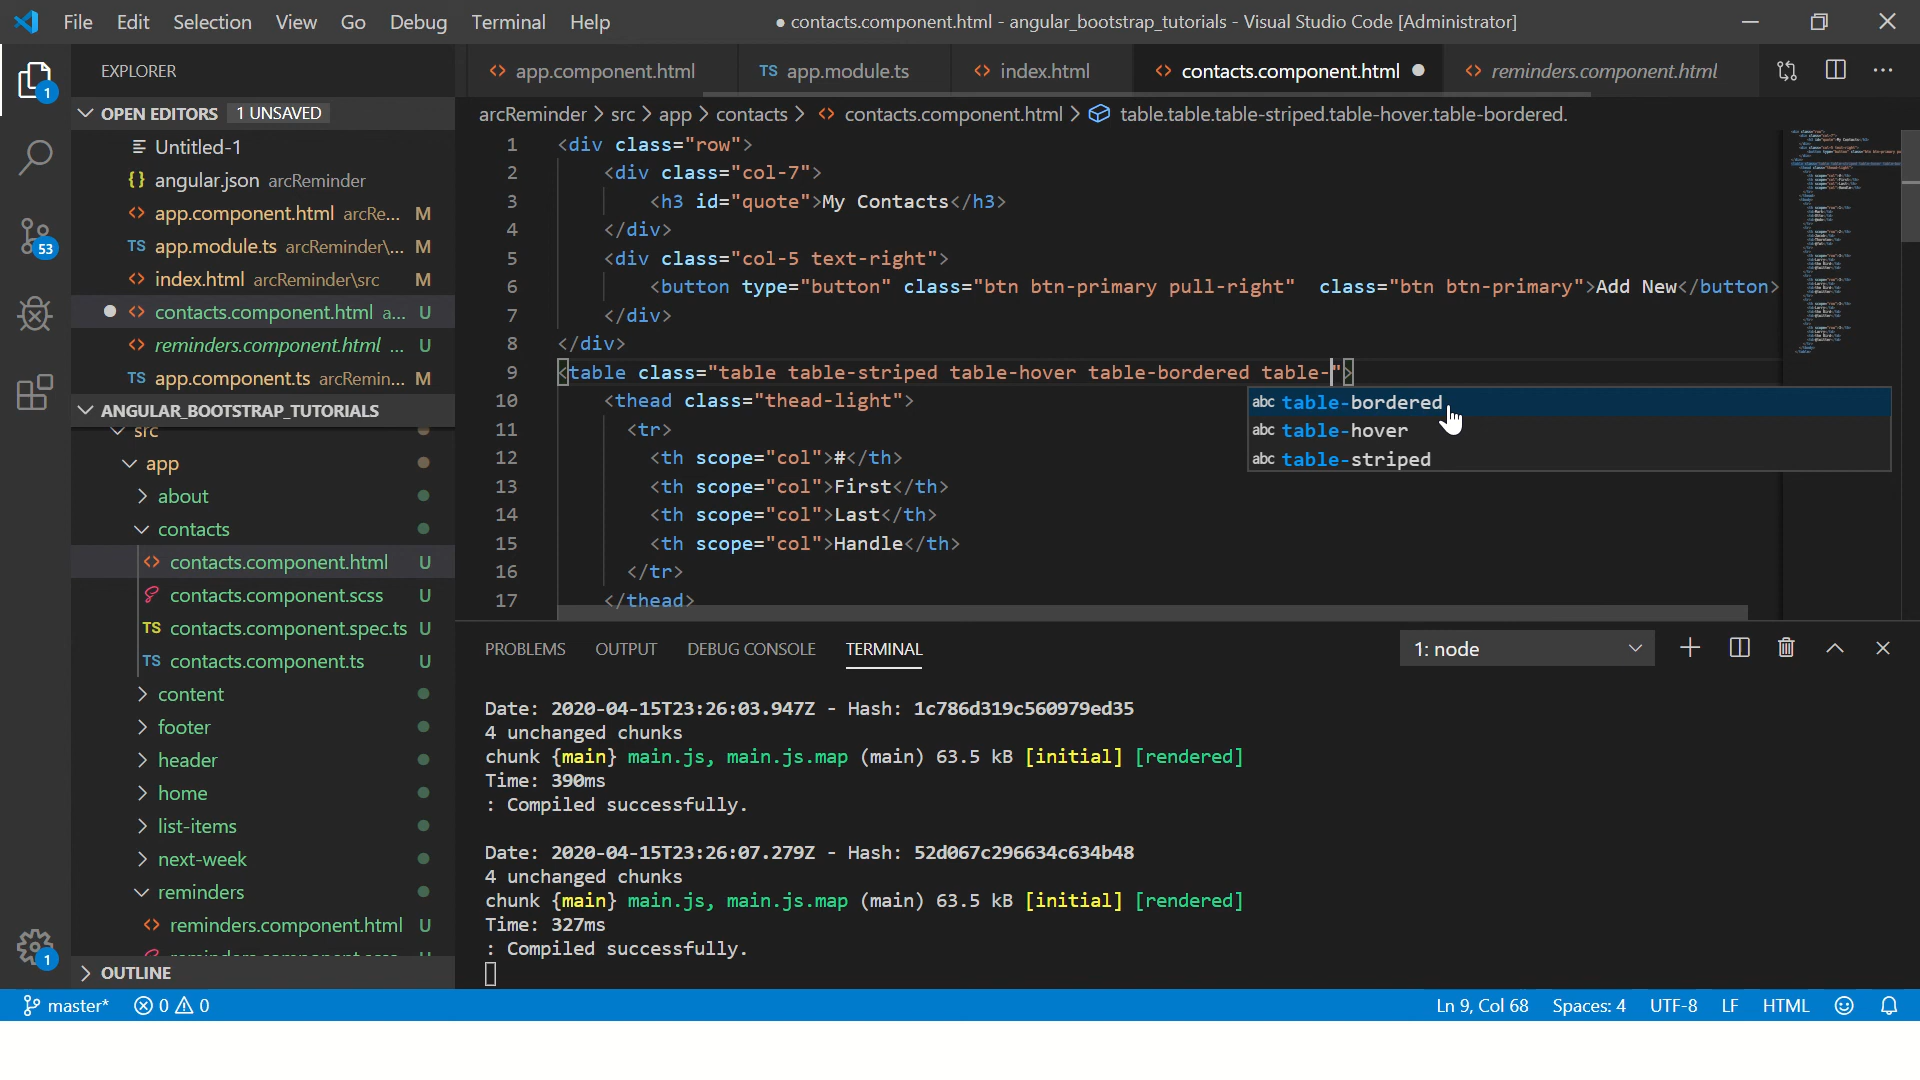 File Edit Selection View Go Debug Terminal Help ● contacts.component.html - angular_bootstrap_tutorials - Visual Studio Code [Administrator]
EXPLORER
<> app.component.html TS app.module.ts <> index.html <> contacts.component.html ● <> reminders.component.html
OPEN EDITORS 1 UNSAVED
arcReminder > src > app > contacts > <> contacts.component.html > table.table.table-striped.table-hover.table-bordered.
Untitled-1
{} angular.json arcReminder
<> app.component.html arcRe... M
TS app.module.ts arcReminder\... M
<> index.html arcReminder\src M
● <> contacts.component.html a... U
<> reminders.component.html ... U
TS app.component.ts arcRemin... M
ANGULAR_BOOTSTRAP_TUTORIALS
src
app
about
contacts
<> contacts.component.html U
contacts.component.scss U
TS contacts.component.spec.ts U
TS contacts.component.ts U
content
footer
header
home
list-items
next-week
reminders
<> reminders.component.html U
OUTLINE
1
53
1
1 <div class="row">
2 <div class="col-7">
3 <h3 id="quote">My Contacts</h3>
4 </div>
5 <div class="col-5 text-right">
6 <button type="button" class="btn btn-primary pull-right" class="btn btn-primary">Add New</button>
7 </div>
8 </div>
9 <table class="table table-striped table-hover table-bordered table-">
10 <thead class="thead-light">
11 <tr>
12 <th scope="col">#</th>
13 <th scope="col">First</th>
14 <th scope="col">Last</th>
15 <th scope="col">Handle</th>
16 </tr>
17 </thead>
abc table-bordered
abc table-hover
abc table-striped
PROBLEMS OUTPUT DEBUG CONSOLE TERMINAL 1: node
Date: 2020-04-15T23:26:03.947Z - Hash: 1c786d319c560979ed35
4 unchanged chunks
chunk {main} main.js, main.js.map (main) 63.5 kB [initial] [rendered]
Time: 390ms
: Compiled successfully.
Date: 2020-04-15T23:26:07.279Z - Hash: 52d067c296634c634b48
4 unchanged chunks
chunk {main} main.js, main.js.map (main) 63.5 kB [initial] [rendered]
Time: 327ms
: Compiled successfully.
master* 0 0 Ln 9, Col 68 Spaces: 4 UTF-8 LF HTML